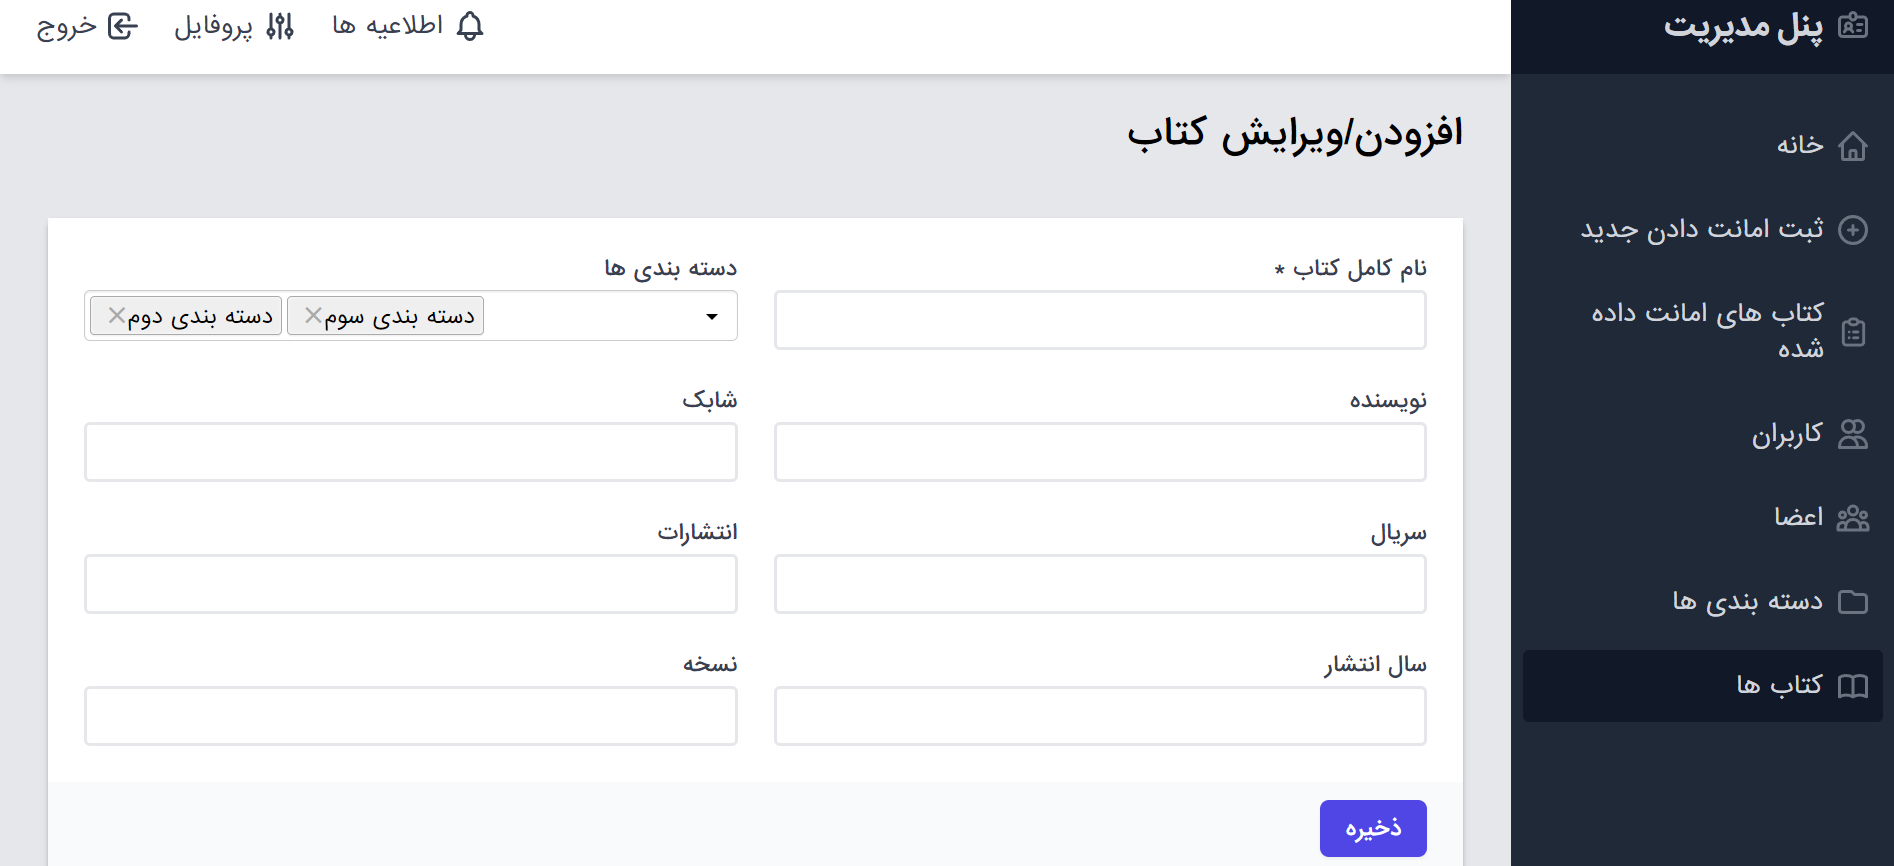 پنل مدیریت
خانه
ثبت امانت دادن جدید
کتاب های امانت داده
شده
کاربران
اعضا
دسته بندی ها
کتاب ها
اطلاعیه ها
پروفایل
خروج
افزودن/ویرایش کتاب
نام کامل کتاب *
دسته بندی ها
دسته بندی سوم
دسته بندی دوم
نویسنده
شابک
سریال
انتشارات
سال انتشار
نسخه
ذخیره